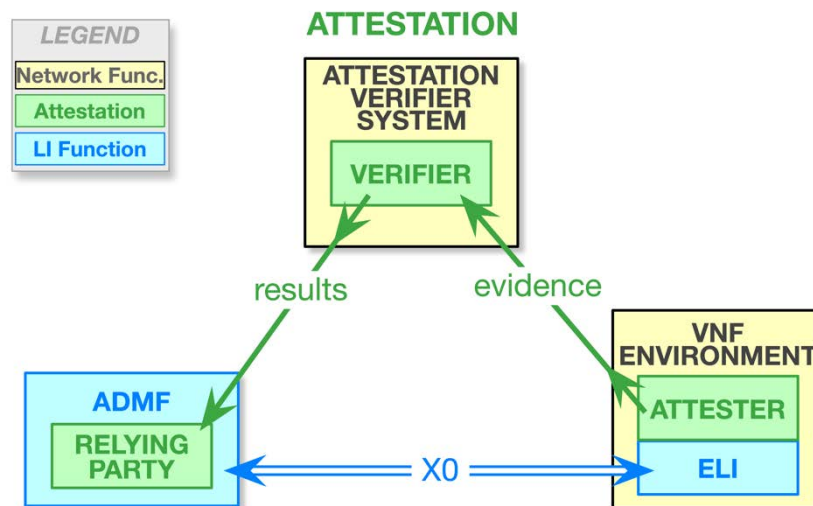 ATTESTATION
LEGEND
Network Func.
Attestation
LI Function
ATTESTATION
VERIFIER
SYSTEM
VERIFIER
results
evidence
VNF
ENVIRONMENT
ATTESTER
ELI
ADMF
RELYING
PARTY
X0